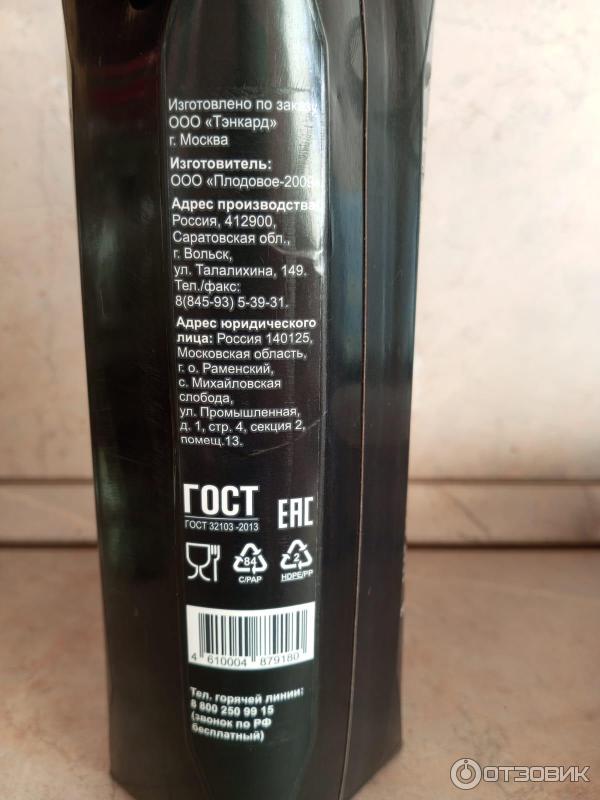 Изготовлено по заказу
ООО «Тэнкард»
г. Москва
Изготовитель:
ООО «Плодовое-2009»
Адрес производства:
Россия, 412900,
Саратовская обл.,
г. Вольск,
ул. Талалихина, 149.
Тел./факс:
8(845-93) 5-39-31.
Адрес юридического
лица: Россия 140125,
Московская область,
г. о. Раменский,
с. Михайловская
слобода,
ул. Промышленная,
д. 1, стр. 4, секция 2,
помещ.13.
ГОСТ
ГОСТ 32103 -2013
ЕАС
84
C/PAP
2
HDPE/PP
4 610004 879180
Тел. горячей линии:
8 800 250 99 15
(звонок по РФ
бесплатный)
ОТЗОВИК